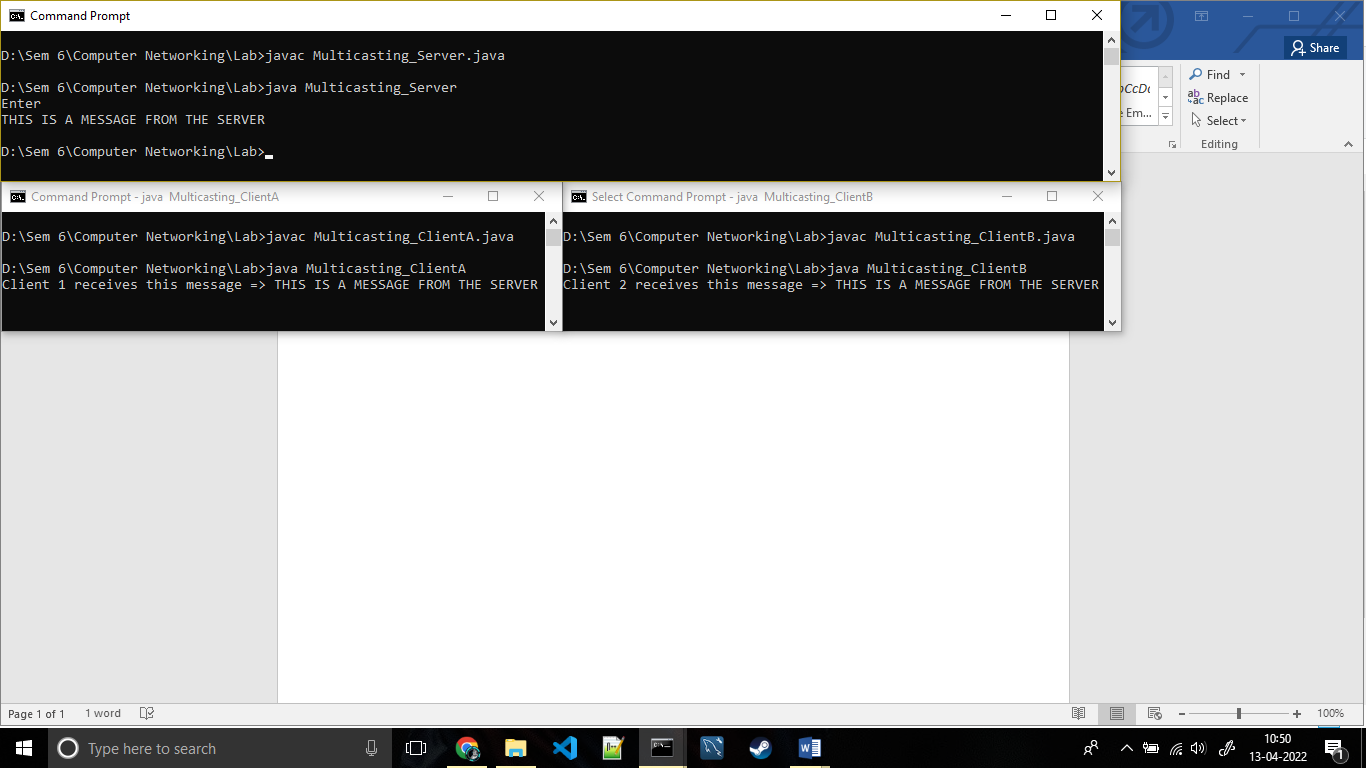 Command Prompt
D:\Sem 6\Computer Networking\Lab>javac Multicasting_Server.java
D:\Sem 6\Computer Networking\Lab>java Multicasting_Server
Enter
THIS IS A MESSAGE FROM THE SERVER
D:\Sem 6\Computer Networking\Lab>
Share
Find
Replace
Select
e Em...
Editing
Command Prompt - java  Multicasting_ClientA
D:\Sem 6\Computer Networking\Lab>javac Multicasting_ClientA.java
D:\Sem 6\Computer Networking\Lab>java Multicasting_ClientA
Client 1 receives this message => THIS IS A MESSAGE FROM THE SERVER
Select Command Prompt - java  Multicasting_ClientB
D:\Sem 6\Computer Networking\Lab>javac Multicasting_ClientB.java
D:\Sem 6\Computer Networking\Lab>java Multicasting_ClientB
Client 2 receives this message => THIS IS A MESSAGE FROM THE SERVER
Page 1 of 1 1 word 100%
Type here to search
10:50
13-04-2022
1